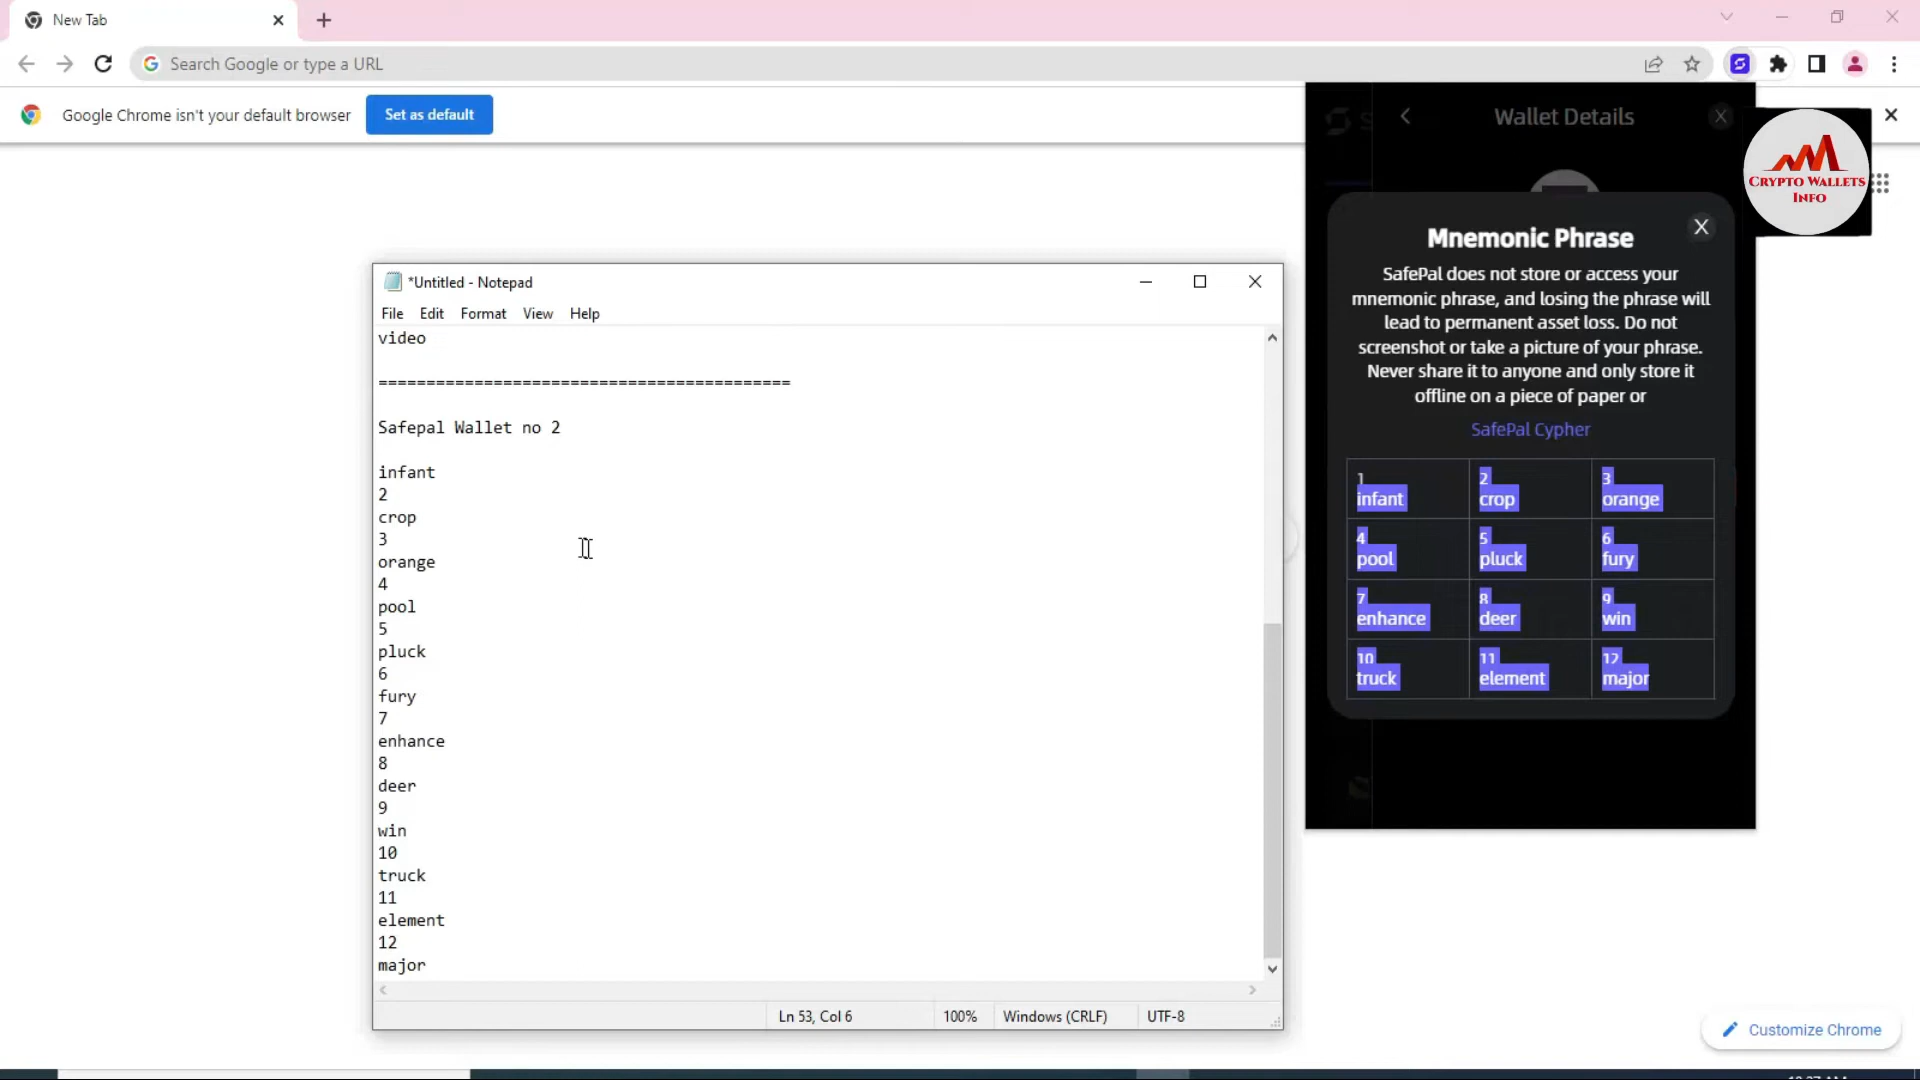 New Tab
Search Google or type a URL
Google Chrome isn't your default browser
Set as default
Wallet Details
CRYPTO WALLETS
INFO
*Untitled - Notepad
File Edit Format View Help
video
===========================================
Safepal Wallet no 2
infant
2
crop
3
orange
4
pool
5
pluck
6
fury
7
enhance
8
deer
9
win
10
truck
11
element
12
major
Ln 53, Col 6
100%
Windows (CRLF)
UTF-8
Mnemonic Phrase
X
SafePal does not store or access your
mnemonic phrase, and losing the phrase will
lead to permanent asset loss. Do not
screenshot or take a picture of your phrase.
Never share it to anyone and only store it
offline on a piece of paper or
SafePal Cypher
1 2 3
infant crop orange
4 5 6
pool pluck fury
7 8 9
enhance deer win
10 11 12
truck element major
Customize Chrome